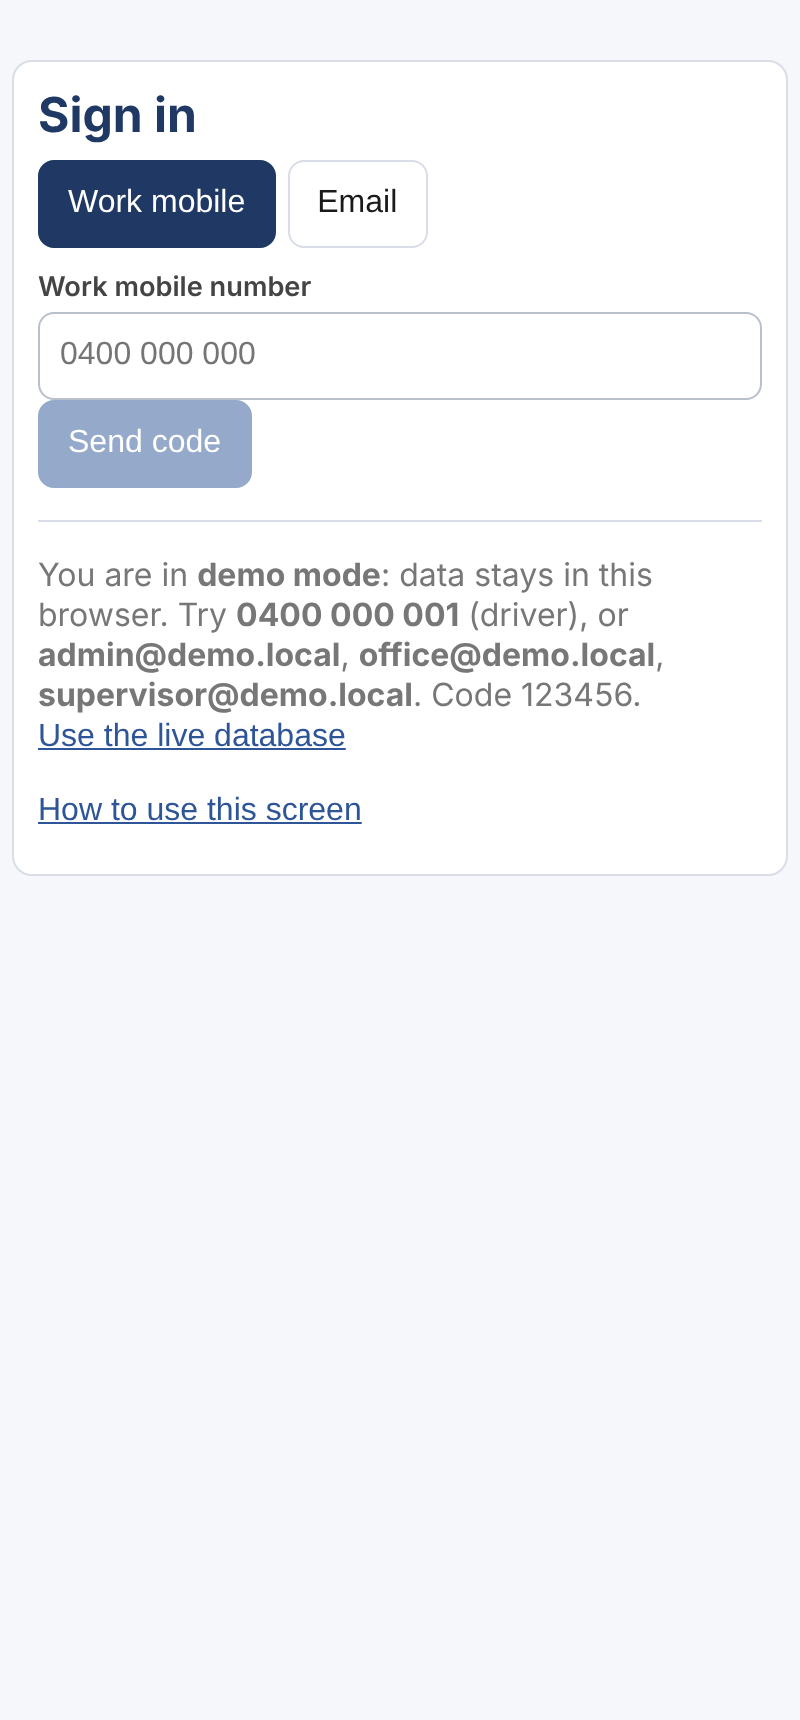 Sign in
Work mobile
Email
Work mobile number
0400 000 000
Send code
You are in demo mode: data stays in this
browser. Try 0400 000 001 (driver), or
admin@demo.local, office@demo.local,
supervisor@demo.local. Code 123456.
Use the live database
How to use this screen